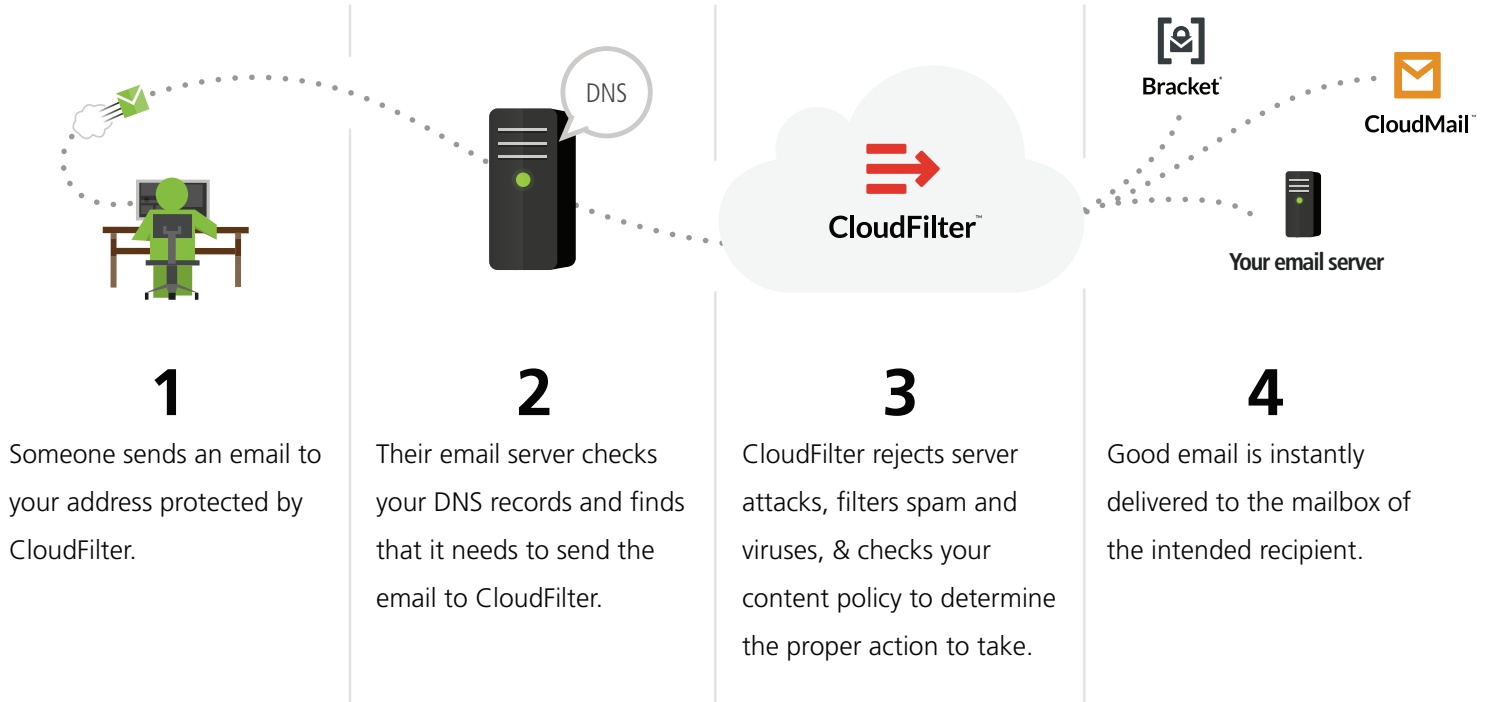 DNS
CloudFilter™
Bracket
CloudMail™
Your email server
1
Someone sends an email to
your address protected by
CloudFilter.
2
Their email server checks
your DNS records and finds
that it needs to send the
email to CloudFilter.
3
CloudFilter rejects server
attacks, filters spam and
viruses, & checks your
content policy to determine
the proper action to take.
4
Good email is instantly
delivered to the mailbox of
the intended recipient.